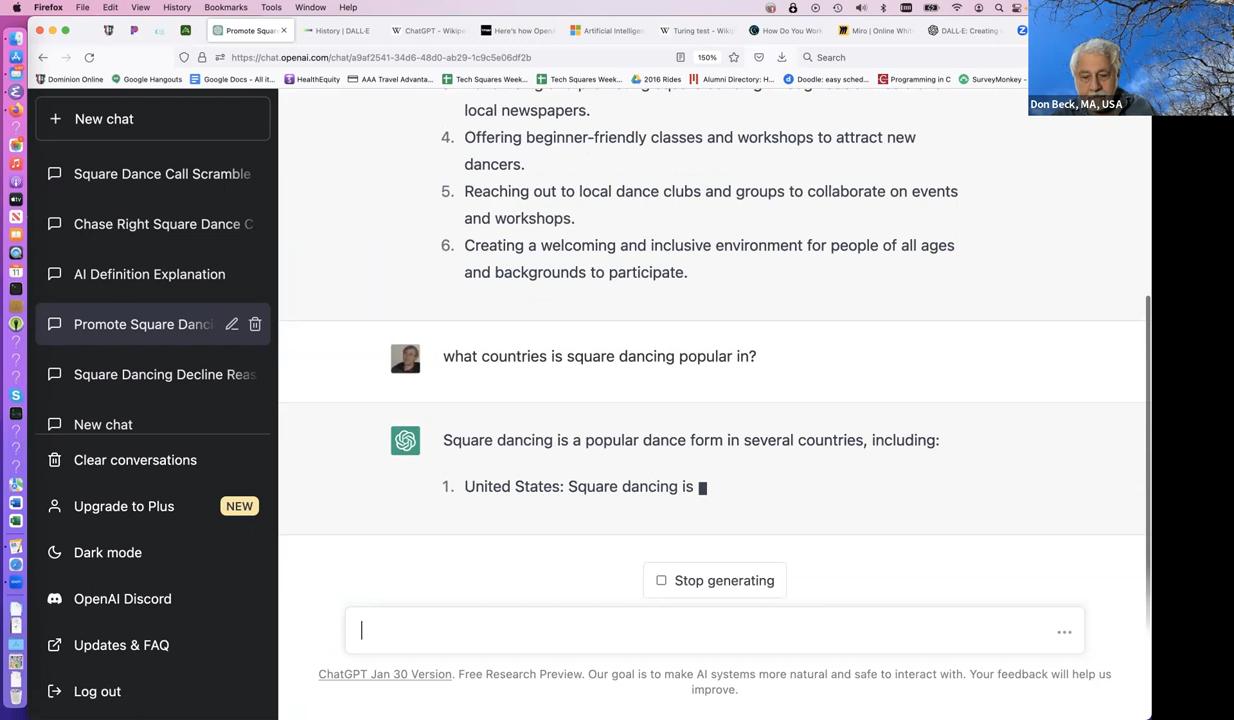 Firefox File Edit View History Bookmarks Tools Window Help
Promote Squar History | DALL-E ChatGPT - Wikipe Here's how OpenA Artificial Intelligenc Turing test - Wikip How Do You Work Miro | Online Whit DALL·E: Creating
https://chat.openai.com/chat/a9af2541-34d6-48d0-ab29-1c9c5e06df2b 150% Search
Dominion Online Google Hangouts Google Docs - All it... HealthEquity AAA Travel Advanta... Tech Squares Week... Tech Squares Week... 2016 Rides Alumni Directory: H... Doodle: easy sched... Programming in C SurveyMonkey
Don Beck, MA, USA
New chat
Square Dance Call Scramble
Chase Right Square Dance C
AI Definition Explanation
Promote Square Danci
Square Dancing Decline Reas
New chat
Clear conversations
Upgrade to Plus NEW
Dark mode
OpenAI Discord
Updates & FAQ
Log out
local newspapers.
4. Offering beginner-friendly classes and workshops to attract new
dancers.
5. Reaching out to local dance clubs and groups to collaborate on events
and workshops.
6. Creating a welcoming and inclusive environment for people of all ages
and backgrounds to participate.
what countries is square dancing popular in?
Square dancing is a popular dance form in several countries, including:
1. United States: Square dancing is
Stop generating
ChatGPT Jan 30 Version. Free Research Preview. Our goal is to make AI systems more natural and safe to interact with. Your feedback will help us
improve.